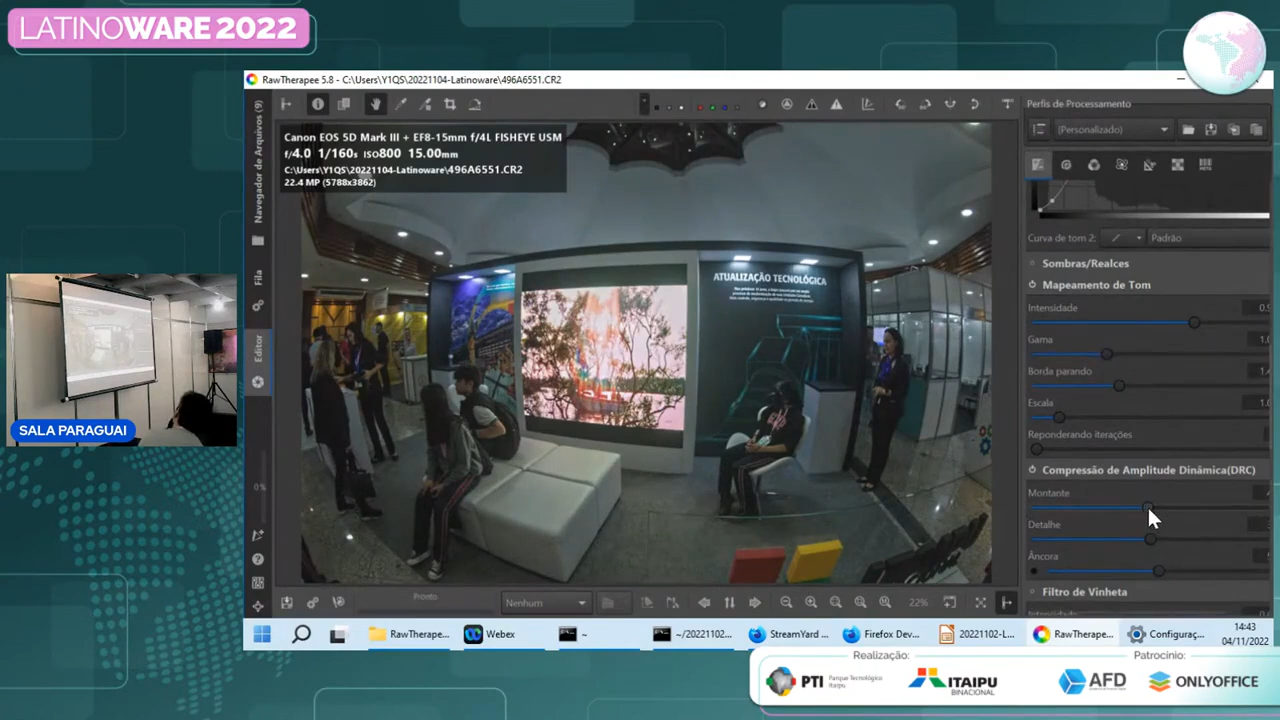 LATINOWARE 2022
RawTherapee 5.8 - C:\Users\Y1QS\20221104-Latinoware\496A6551.CR2
Canon EOS 5D Mark III + EF8-15mm f/4L FISHEYE USM
f/4.0 1/160s ISO800 15.00mm
C:\Users\Y1QS\20221104-Latinoware\496A6551.CR2
22.4 MP (5788x3862)
Navegador de Arquivos (9)
Fila
Editor
0%
ATUALIZAÇÃO TECNOLÓGICA
Perfis de Processamento
(Personalizado)
Curva de tom 2:
Padrão
Sombras/Realces
Mapeamento de Tom
Intensidade
Gama
Borda parando
Escala
Reponderando iterações
Compressão de Amplitude Dinâmica(DRC)
Montante
Detalhe
Âncora
Filtro de Vinheta
SALA PARAGUAI
Pronto
Nenhum
22%
RawTherape...
Webex
~
~/20221102...
StreamYard ...
Firefox Dev...
20221102-L...
RawTherape...
Configuraç...
14:43
04/11/2022
Realização:
Patrocínio:
PTI Parque Tecnológico
Itaipu
ITAIPU
BINACIONAL
AFD
ONLYOFFICE